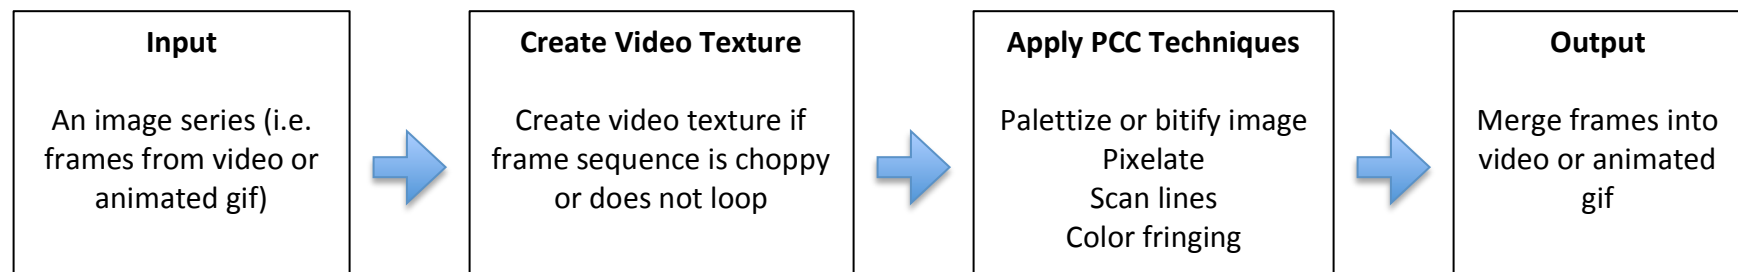 Input
An image series (i.e.
frames from video or
animated gif)
Create Video Texture
Create video texture if
frame sequence is choppy
or does not loop
Apply PCC Techniques
Palettize or bitify image
Pixelate
Scan lines
Color fringing
Output
Merge frames into
video or animated
gif